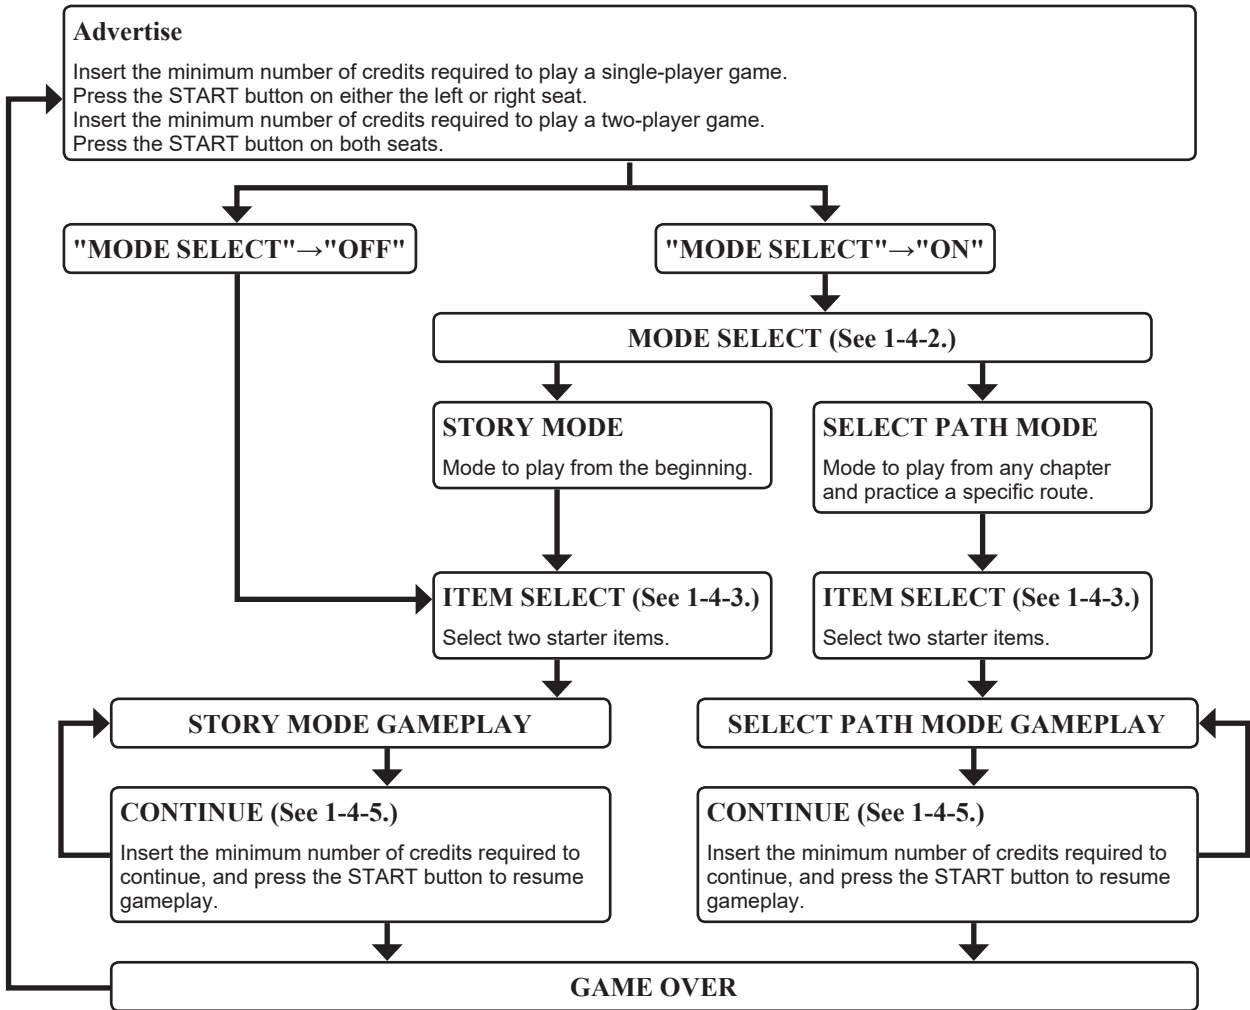 Advertise
Insert the minimum number of credits required to play a single-player game.
Press the START button on either the left or right seat.
Insert the minimum number of credits required to play a two-player game.
Press the START button on both seats.
"MODE SELECT"→"OFF"
"MODE SELECT"→"ON"
MODE SELECT (See 1-4-2.)
STORY MODE
Mode to play from the beginning.
SELECT PATH MODE
Mode to play from any chapter
and practice a specific route.
ITEM SELECT (See 1-4-3.)
Select two starter items.
ITEM SELECT (See 1-4-3.)
Select two starter items.
STORY MODE GAMEPLAY
SELECT PATH MODE GAMEPLAY
CONTINUE (See 1-4-5.)
Insert the minimum number of credits required to
continue, and press the START button to resume
gameplay.
CONTINUE (See 1-4-5.)
Insert the minimum number of credits required to
continue, and press the START button to resume
gameplay.
GAME OVER